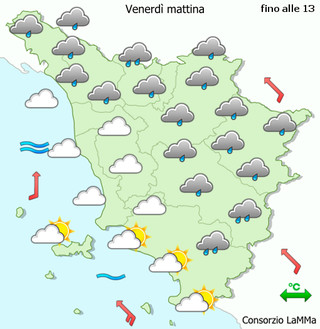 Venerdì mattina
fino alle 13
°C
Consorzio LaMMa